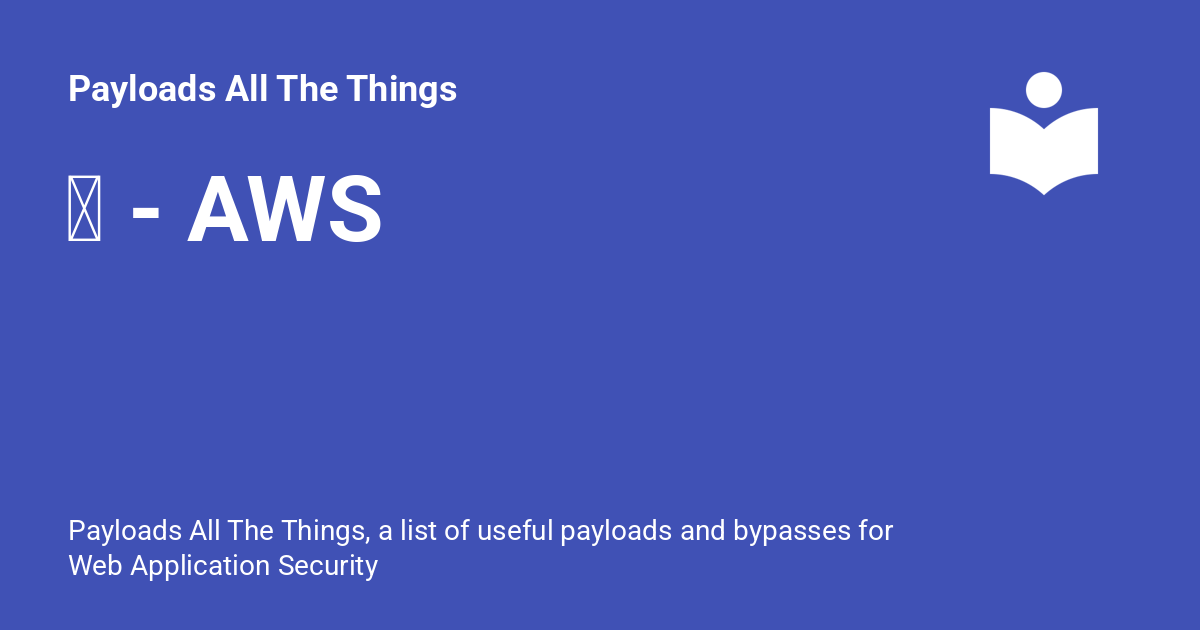 Payloads All The Things
- AWS
Payloads All The Things, a list of useful payloads and bypasses for
Web Application Security